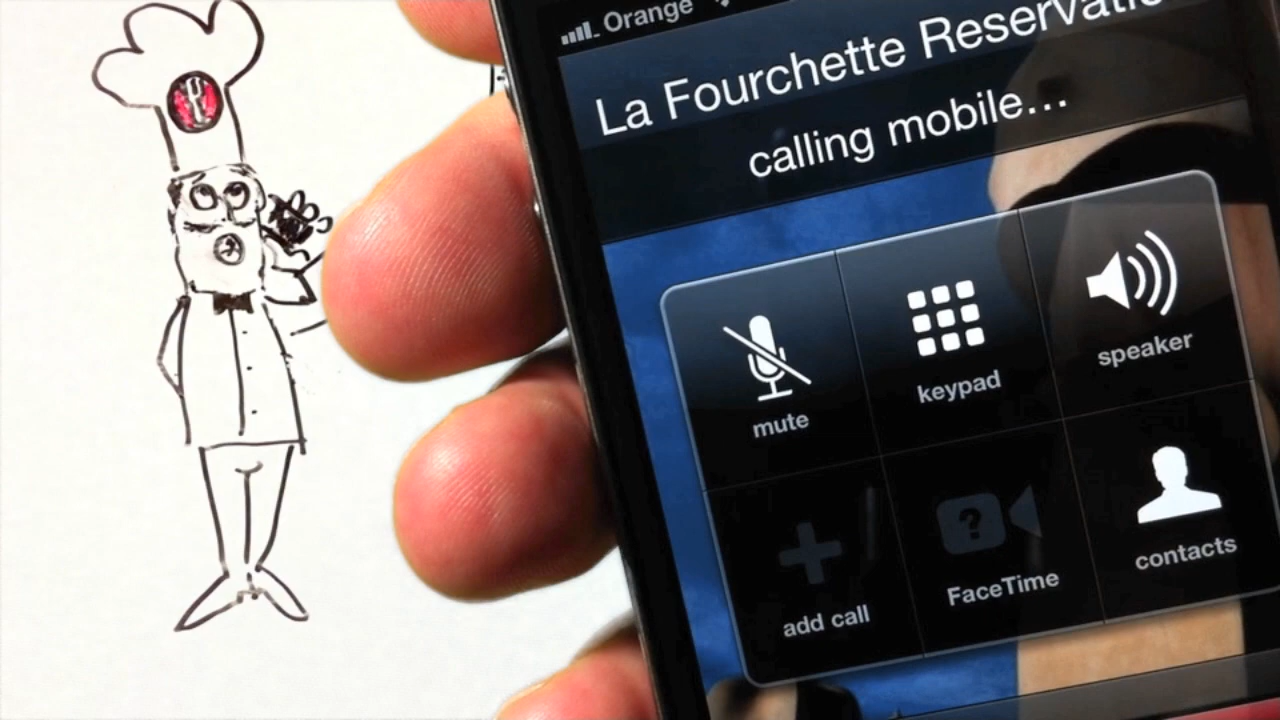 Orange
La Fourchette Reservatio
calling mobile...
mute
keypad
speaker
add call
FaceTime
contacts